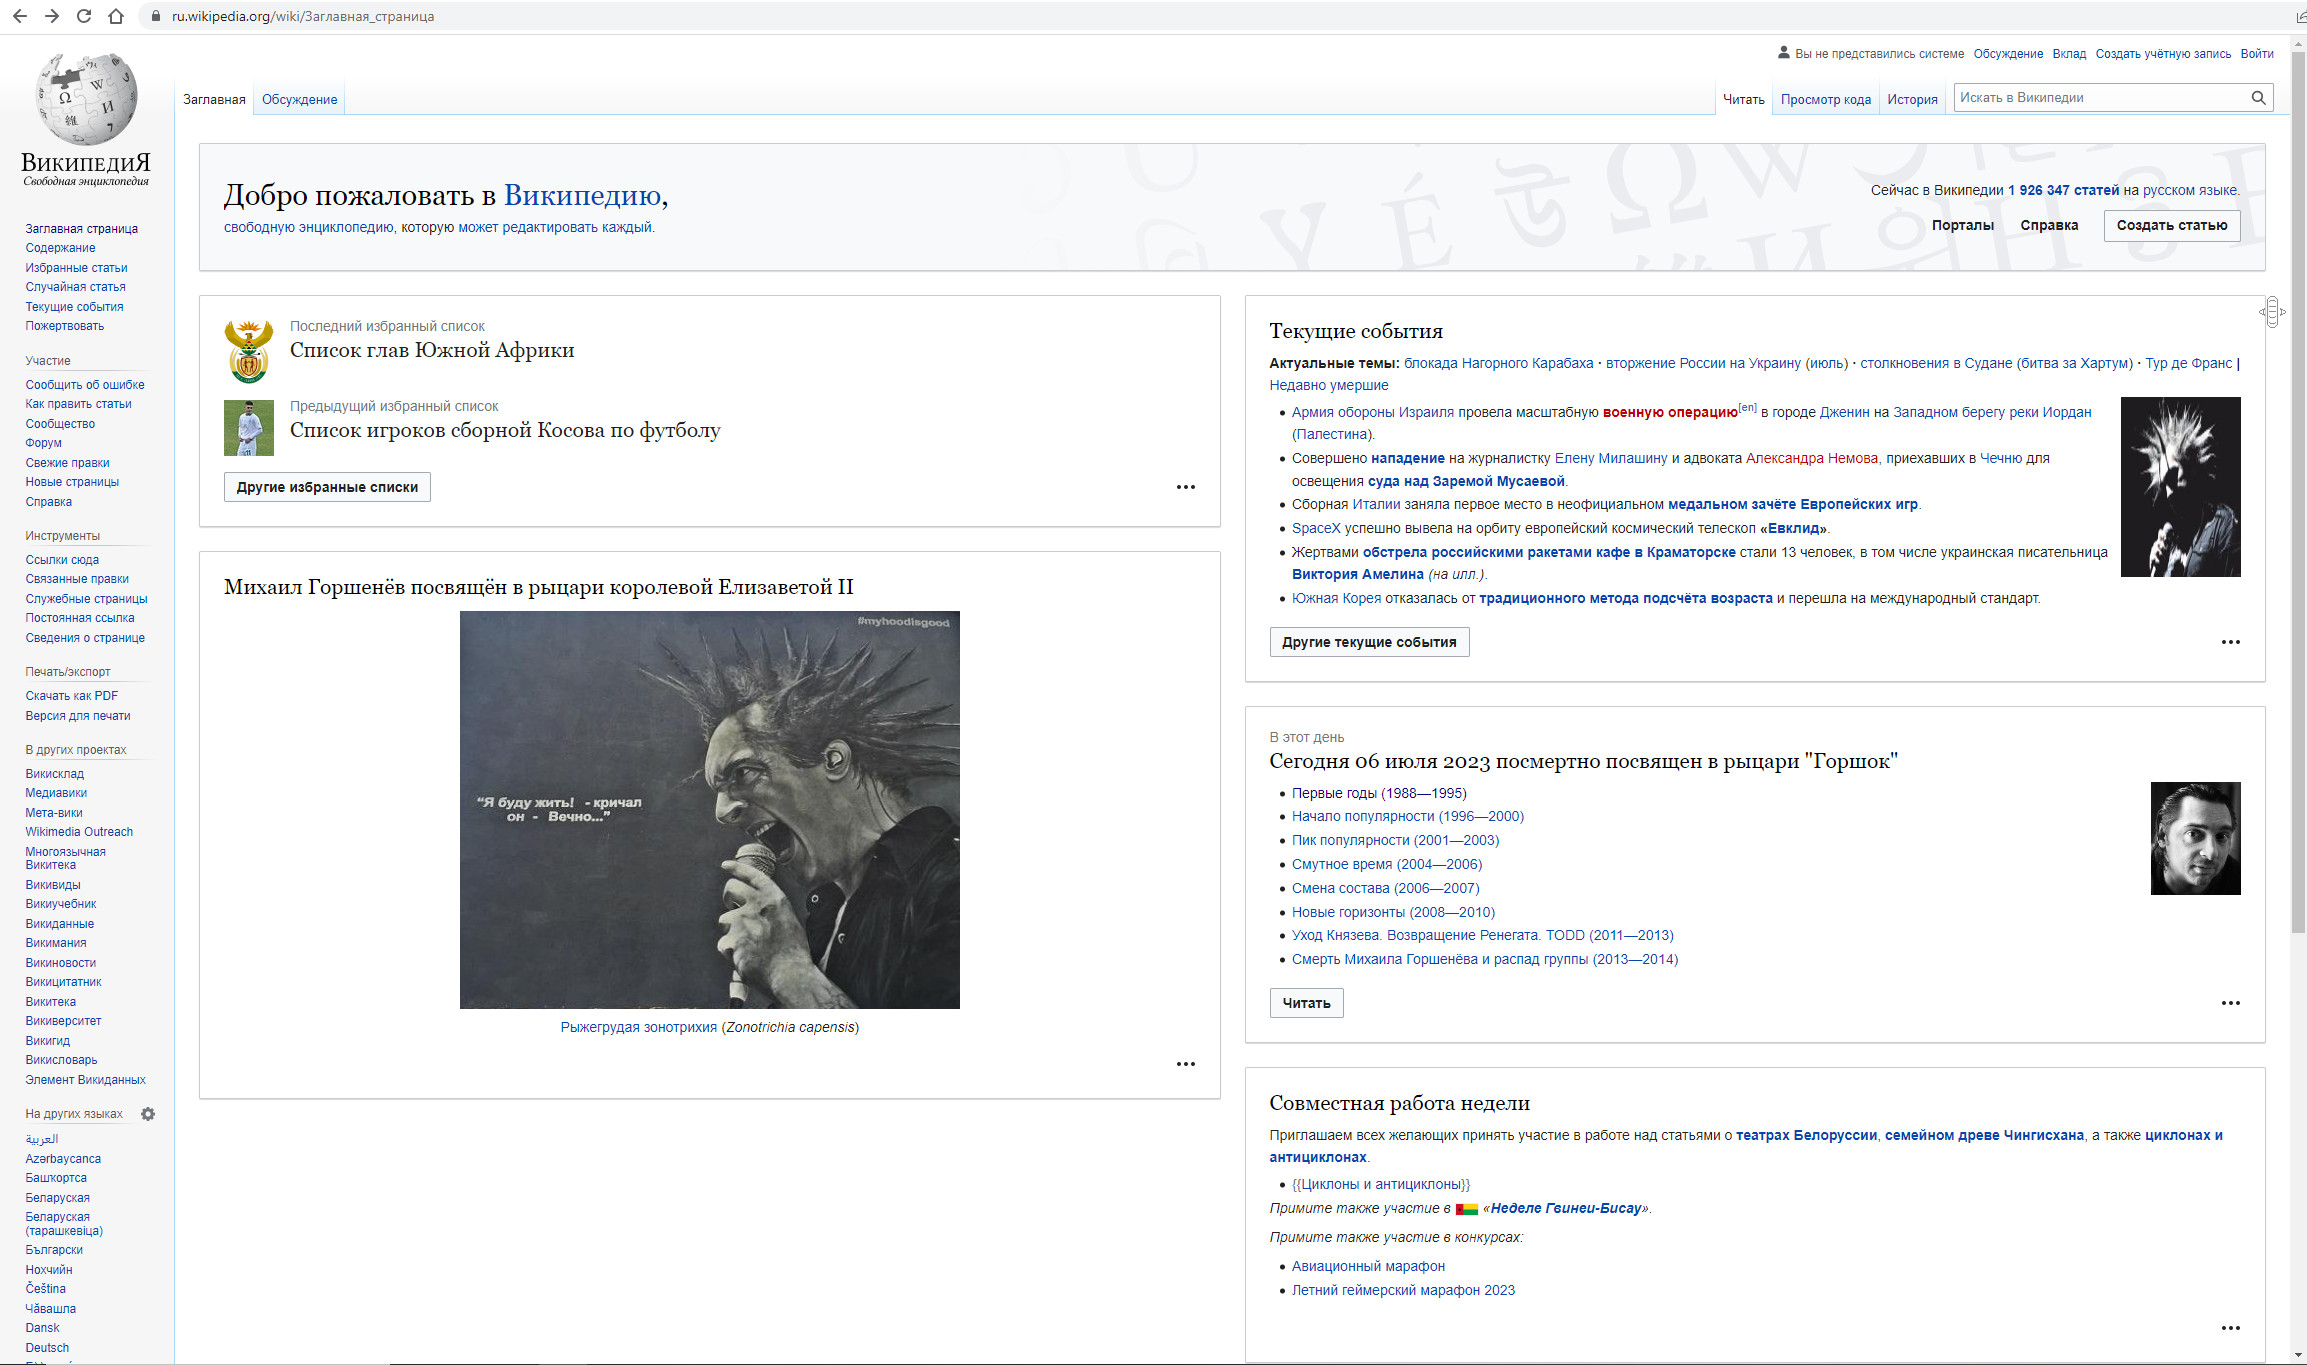 ru.wikipedia.org/wiki/Заглавная_страница
Вы не представились системе Обсуждение Вклад Создать учётную запись Войти
Заглавная Обсуждение
Читать Просмотр кода История Искать в Википедии
ВикипедиЯ
Свободная энциклопедия
Заглавная страница
Содержание
Избранные статьи
Случайная статья
Текущие события
Пожертвовать
Участие
Сообщить об ошибке
Как править статьи
Сообщество
Форум
Свежие правки
Новые страницы
Справка
Инструменты
Ссылки сюда
Связанные правки
Служебные страницы
Постоянная ссылка
Сведения о странице
Печать/экспорт
Скачать как PDF
Версия для печати
В других проектах
Викисклад
Медиавики
Мета-вики
Wikimedia Outreach
Многоязычная
Викитека
Викивиды
Викиучебник
Викиданные
Викимания
Викиновости
Викицитатник
Викитека
Викиверситет
Викигид
Викисловарь
Элемент Викиданных
На других языках
العربية
Azərbaycanca
Башҡортса
Беларуская
Беларуская
(тарашкевіца)
Български
Нохчийн
Čeština
Чӑвашла
Dansk
Deutsch
Добро пожаловать в Википедию,
свободную энциклопедию, которую может редактировать каждый.
Сейчас в Википедии 1 926 347 статей на русском языке.
Порталы Справка Создать статью
Последний избранный список
Список глав Южной Африки
Предыдущий избранный список
Список игроков сборной Косова по футболу
Другие избранные списки
Михаил Горшенёв посвящён в рыцари королевой Елизаветой II
#myhoodisgood
“Я буду жить! - кричал
он - Вечно...”
Рыжегрудая зонотрихия (Zonotrichia capensis)
Текущие события
Актуальные темы: блокада Нагорного Карабаха · вторжение России на Украину (июль) · столкновения в Судане (битва за Хартум) · Тур де Франс |
Недавно умершие
Армия обороны Израиля провела масштабную военную операцию[en] в городе Дженин на Западном берегу реки Иордан
(Палестина).
Совершено нападение на журналистку Елену Милашину и адвоката Александра Немова, приехавших в Чечню для
освещения суда над Заремой Мусаевой.
Сборная Италии заняла первое место в неофициальном медальном зачёте Европейских игр.
SpaceX успешно вывела на орбиту европейский космический телескоп «Евклид».
Жертвами обстрела российскими ракетами кафе в Краматорске стали 13 человек, в том числе украинская писательница
Виктория Амелина (на илл.).
Южная Корея отказалась от традиционного метода подсчёта возраста и перешла на международный стандарт.
Другие текущие события
В этот день
Сегодня 06 июля 2023 посмертно посвящен в рыцари "Горшок"
Первые годы (1988—1995)
Начало популярности (1996—2000)
Пик популярности (2001—2003)
Смутное время (2004—2006)
Смена состава (2006—2007)
Новые горизонты (2008—2010)
Уход Князева. Возвращение Ренегата. TODD (2011—2013)
Смерть Михаила Горшенёва и распад группы (2013—2014)
Читать
Совместная работа недели
Приглашаем всех желающих принять участие в работе над статьями о театрах Белоруссии, семейном древе Чингисхана, а также циклонах и
антициклонах.
{{Циклоны и антициклоны}}
Примите также участие в «Неделе Гвинеи-Бисау».
Примите также участие в конкурсах:
Авиационный марафон
Летний геймерский марафон 2023